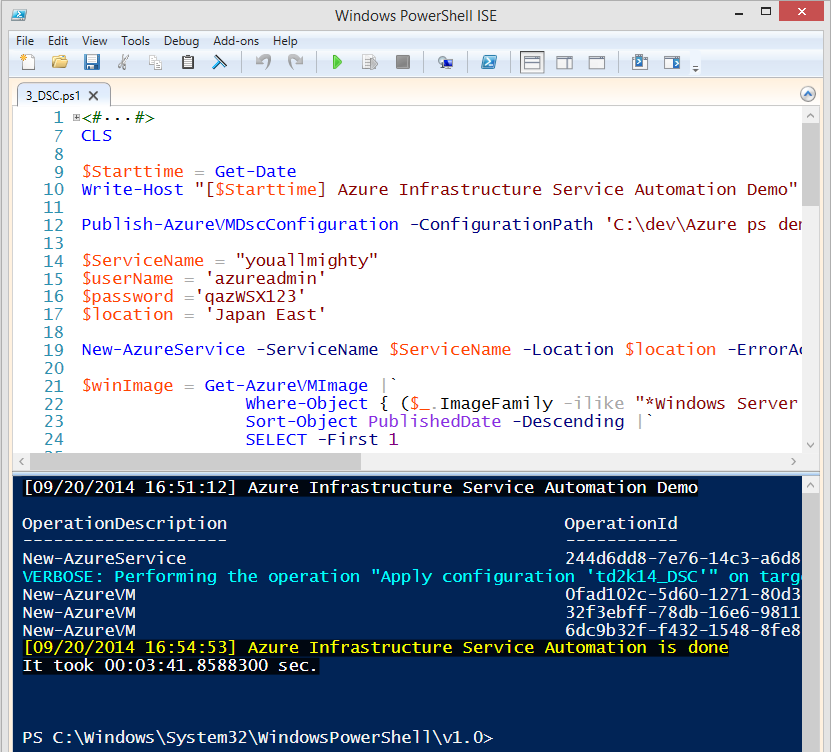 Windows PowerShell ISE
File Edit View Tools Debug Add-ons Help
3_DSC.ps1
1 <#...#>
7 CLS
8
9 $Starttime = Get-Date
10 Write-Host "[$Starttime] Azure Infrastructure Service Automation Demo"
11
12 Publish-AzureVMDscConfiguration -ConfigurationPath 'C:\dev\Azure ps der
13
14 $ServiceName = "youallmighty"
15 $userName = 'azureadmin'
16 $password ='qazWSX123'
17 $location = 'Japan East'
18
19 New-AzureService -ServiceName $ServiceName -Location $location -ErrorAc
20
21 $winImage = Get-AzureVMImage |`
22 Where-Object { ($_.ImageFamily -ilike "*Windows Server
23 Sort-Object PublishedDate -Descending |`
24 SELECT -First 1
[09/20/2014 16:51:12] Azure Infrastructure Service Automation Demo
OperationDescription OperationId
-------------------- -----------
New-AzureService 244d6dd8-7e76-14c3-a6d8
VERBOSE: Performing the operation "Apply configuration 'td2k14_DSC'" on targ
New-AzureVM 0fad102c-5d60-1271-80d3
New-AzureVM 32f3ebff-78db-16e6-9811
New-AzureVM 6dc9b32f-f432-1548-8fe8
[09/20/2014 16:54:53] Azure Infrastructure Service Automation is done
It took 00:03:41.8588300 sec.
PS C:\Windows\System32\WindowsPowerShell\v1.0>